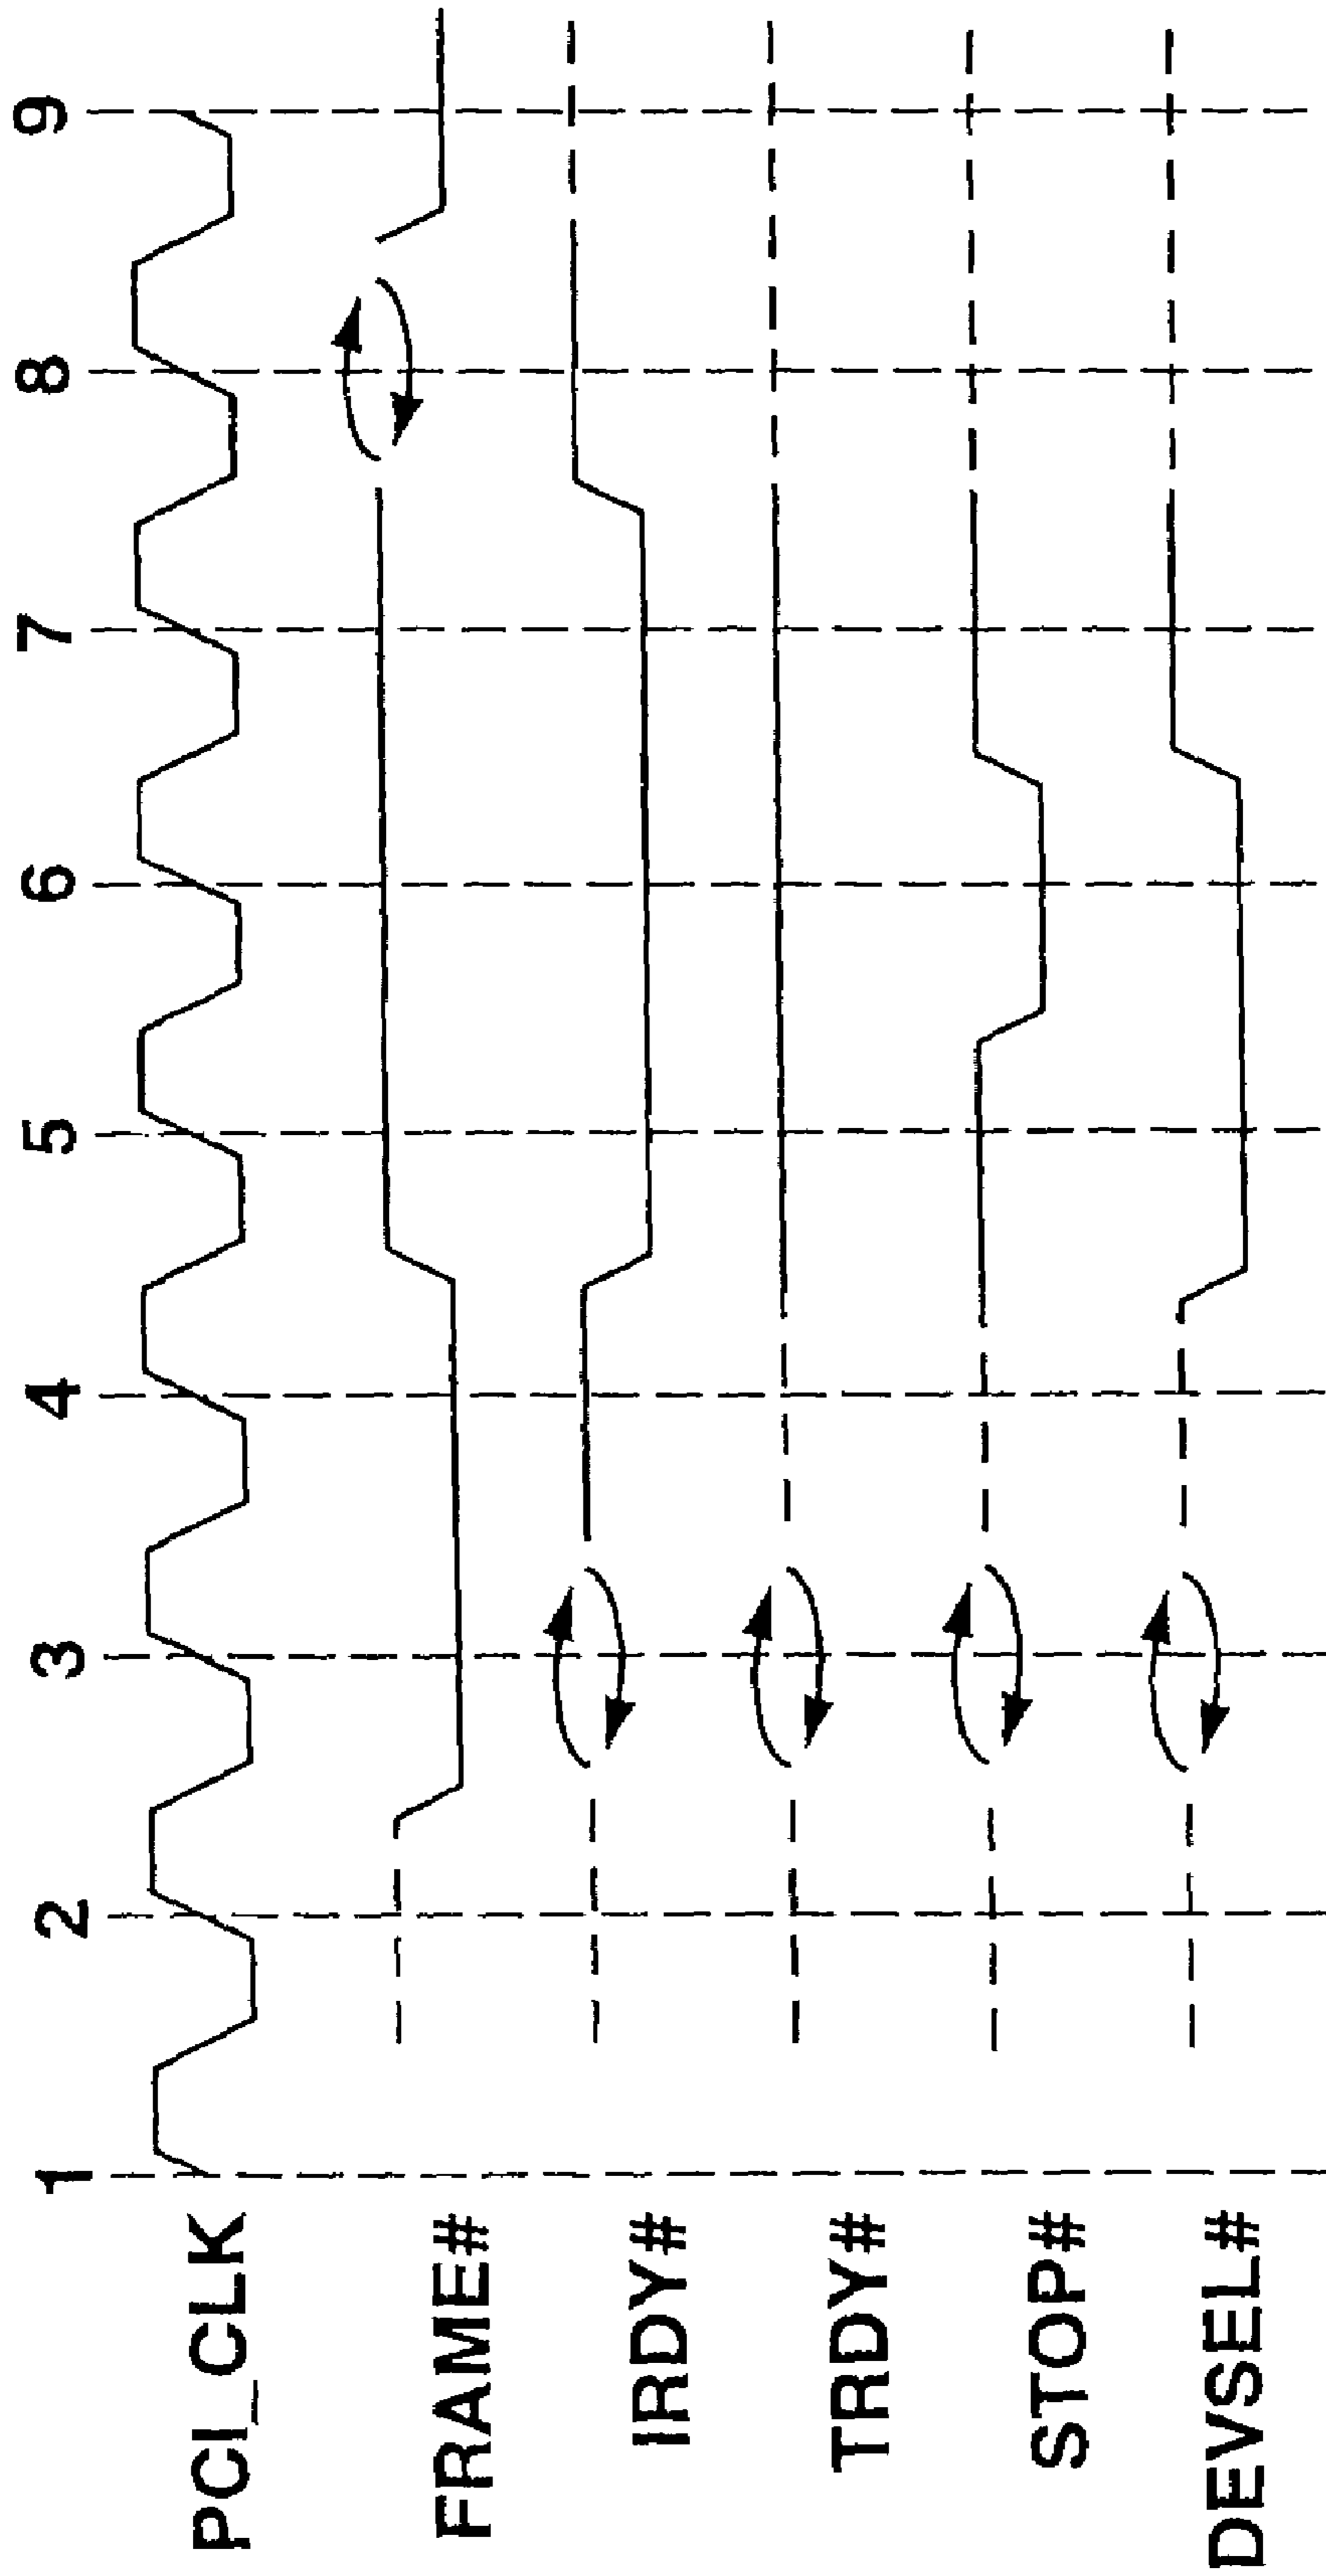 1 2 3 4 5 6 7 8 9
PCI_CLK
FRAME#
IRDY#
TRDY#
STOP#
DEVSEL#